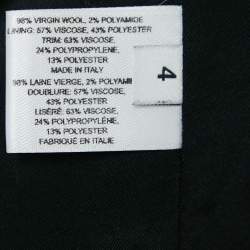 98% VIRGIN WOOL, 2% POLYAMIDE
LINING: 57% VISCOSE, 43% POLYESTER
TRIM: 63% VISCOSE,
24% POLYPROPYLENE,
13% POLYESTER
MADE IN ITALY
98% LAINE VIERGE, 2% POLYAMI
DOUBLURE: 57% VISCOSE,
43% POLYESTER
LISÉRÉ: 63% VISCOSE,
24% POLYPROPYLENE,
13% POLYESTER
FABRIQUÉ EN ITALIE
4